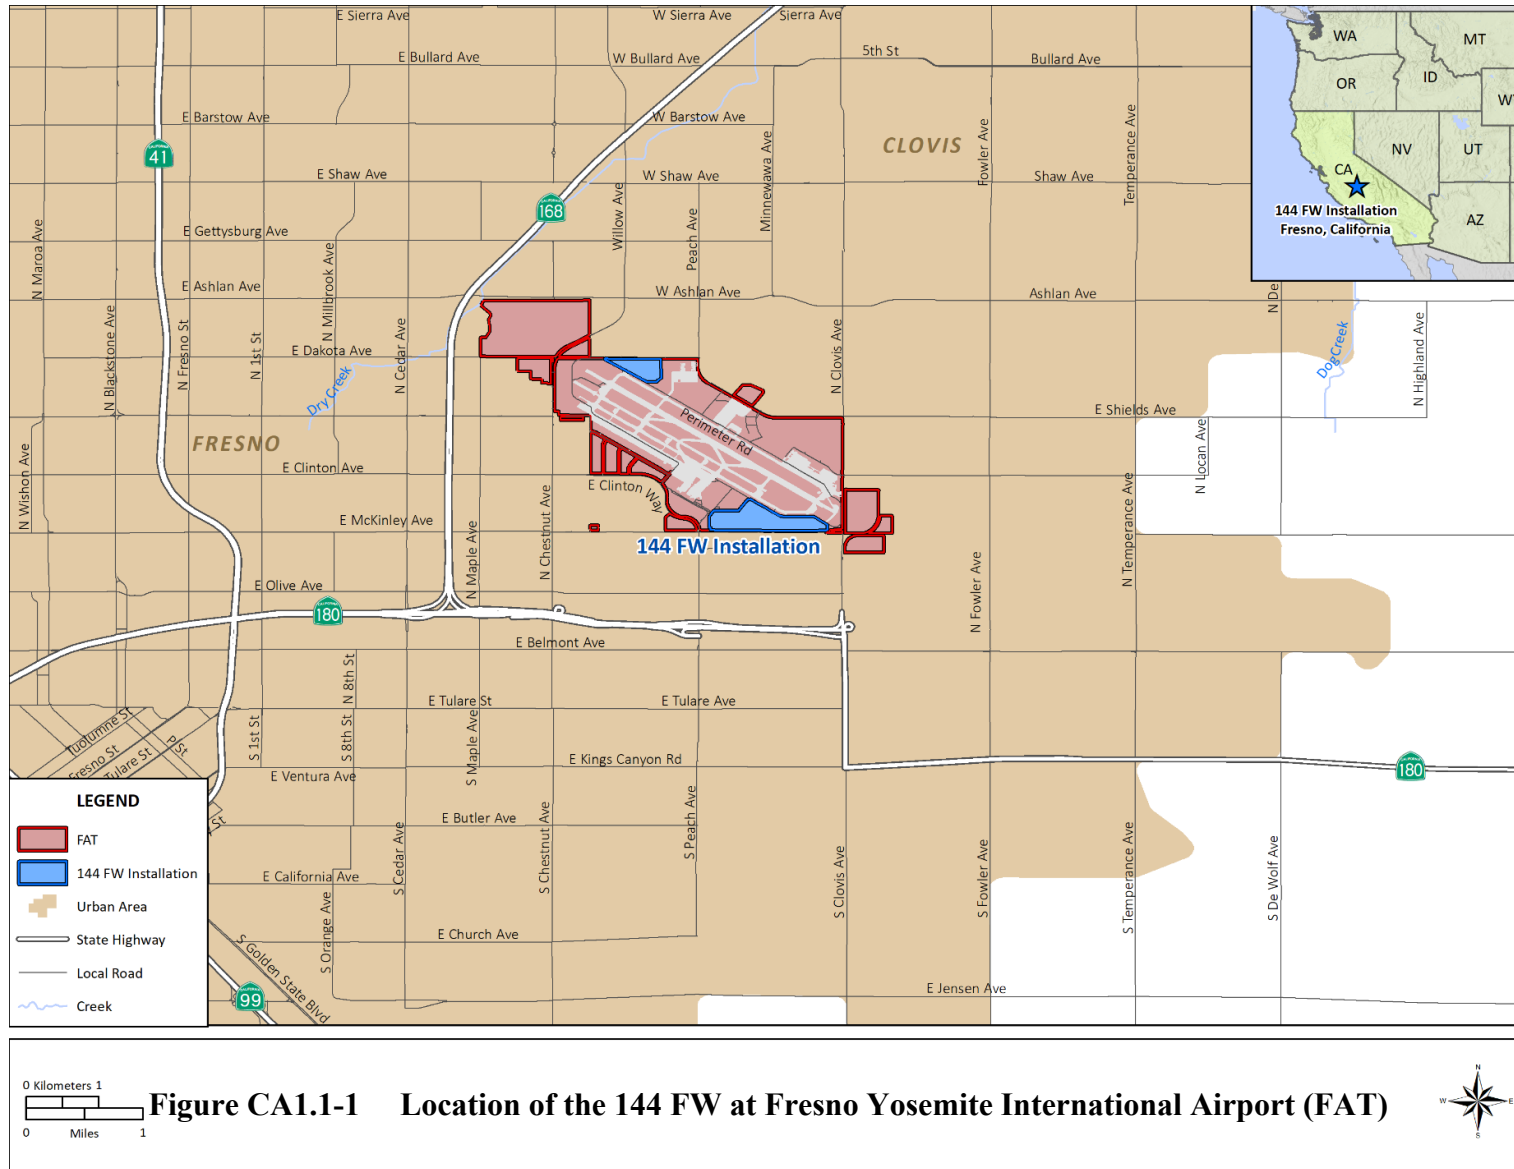 E Sierra Ave
W Sierra Ave
Sierra Ave
E Bullard Ave
W Bullard Ave
5th St
Bullard Ave
E Barstow Ave
W Barstow Ave
CLOVIS
CALIFORNIA
41
E Shaw Ave
W Shaw Ave
Shaw Ave
CALIFORNIA
168
E Gettysburg Ave
E Ashlan Ave
W Ashlan Ave
Ashlan Ave
N Maroa Ave
N Blackstone Ave
N Fresno St
N 1st St
N Millbrook Ave
N Cedar Ave
Willow Ave
Peach Ave
Minnewawa Ave
N Clovis Ave
Fowler Ave
Temperance Ave
N De
N Highland Ave
Dog Creek
E Dakota Ave
Dry Creek
Perimeter Rd
E Shields Ave
FRESNO
N Wishon Ave
E Clinton Ave
E Clinton Way
N Locan Ave
E McKinley Ave
N Maple Ave
N Chestnut Ave
144 FW Installation
N Fowler Ave
N Temperance Ave
E Olive Ave
CALIFORNIA
180
E Belmont Ave
N 8th St
E Tulare St
E Tulare Ave
Tuolumne St
Fresno St
Tulare St
P St
S 1st St
S 8th St
S Maple Ave
E Kings Canyon Rd
E Ventura Ave
CALIFORNIA
180
St
E Butler Ave
S Peach Ave
S Cedar Ave
S Chestnut Ave
S Clovis Ave
S Fowler Ave
S Temperance Ave
S De Wolf Ave
E California Ave
S Orange Ave
E Church Ave
S Golden State Blvd
CALIFORNIA
99
E Jensen Ave
WA
MT
OR
ID
W
NV
UT
CA
AZ
144 FW Installation
Fresno, California
LEGEND
FAT
144 FW Installation
Urban Area
State Highway
Local Road
Creek
0 Kilometers 1
0 Miles 1
Figure CA1.1-1 Location of the 144 FW at Fresno Yosemite International Airport (FAT)
N
W
E
S